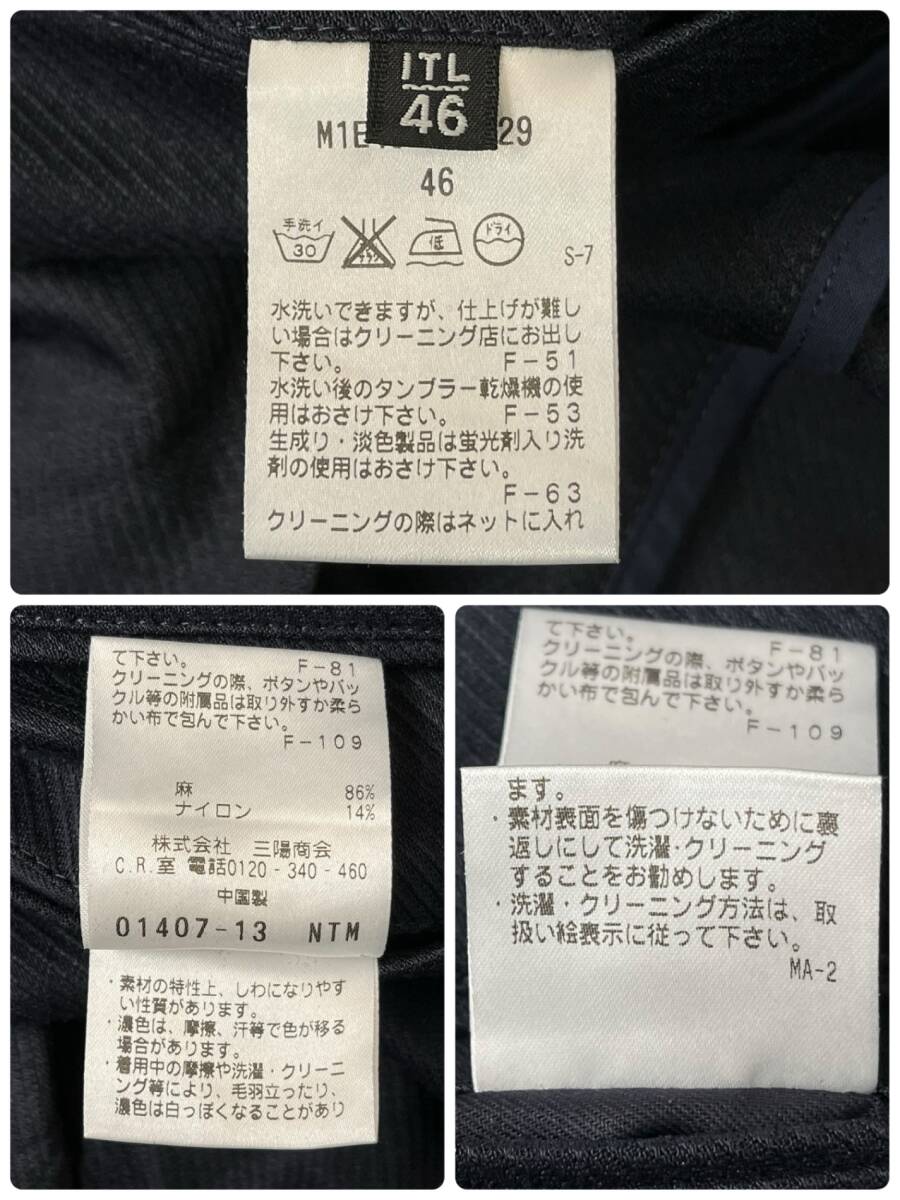 ITL
46
M1E
29
46
手洗イ
30
低
ドライ
S-7
水洗いできますが、仕上げが難し
い場合はクリーニング店にお出し
下さい。 F-51
水洗い後のタンブラー乾燥機の使
用はおさけ下さい。 F-53
生成り・淡色製品は蛍光剤入り洗
剤の使用はおさけ下さい。
F-63
クリーニングの際はネットに入れ
て下さい。 F-81
クリーニングの際、ボタンやバッ
クル等の附属品は取り外すか柔ら
かい布で包んで下さい。
F-109
麻 86%
ナイロン 14%
株式会社 三陽商会
C.R.室 電話0120-340-460
中国製
01407-13 NTM
・素材の特性上、しわになりやす
い性質があります。
・濃色は、摩擦、汗等で色が移る
場合があります。
・着用中の摩擦や洗濯・クリーニ
ング等により、毛羽立ったり、
濃色は白っぽくなることがあり
て下さい。 F-81
クリーニングの際、ボタンやバッ
クル等の附属品は取り外すか柔ら
かい布で包んで下さい。
F-109
ます。
・素材表面を傷つけないために裏
返しにして洗濯・クリーニング
することをお勧めします。
・洗濯・クリーニング方法は、取
扱い絵表示に従って下さい。
MA-2